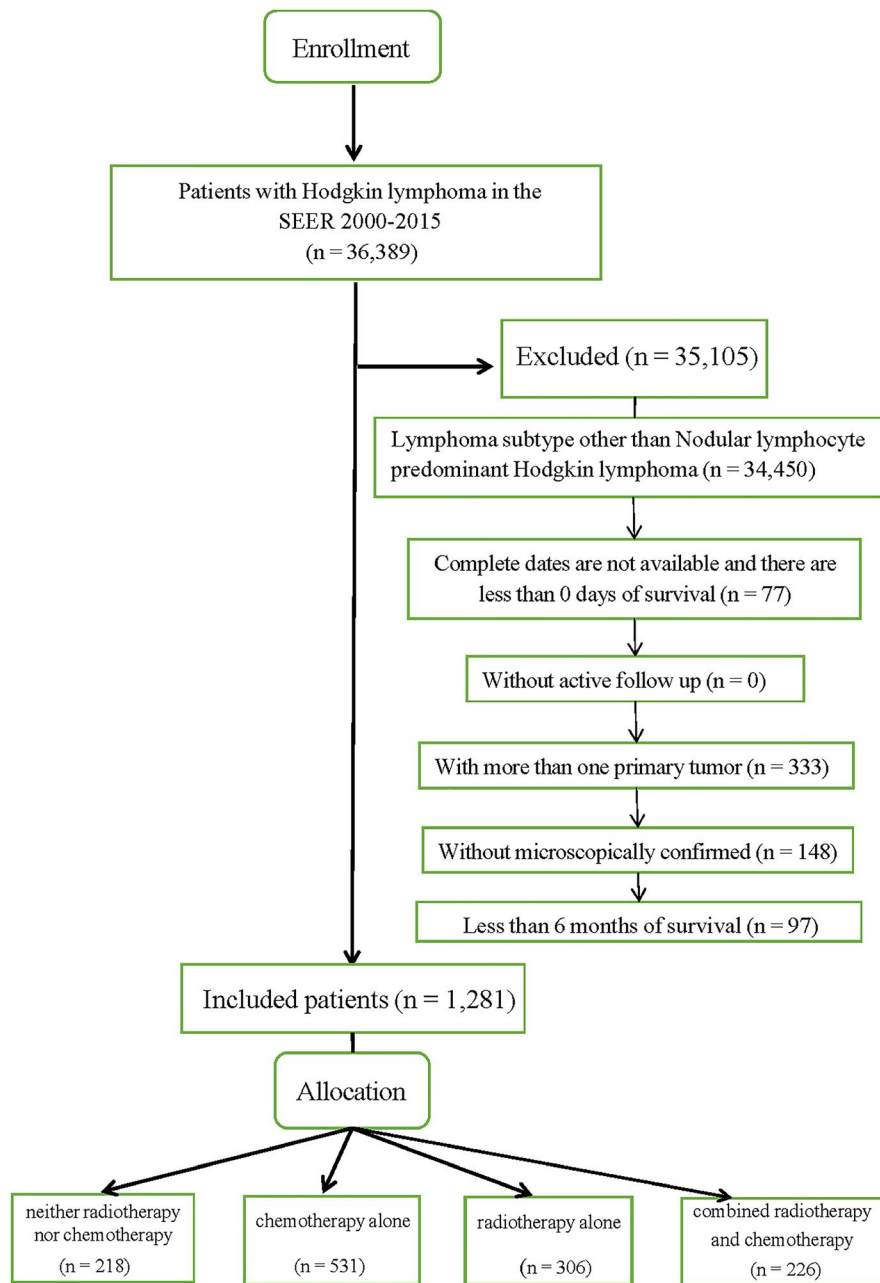 Enrollment
Patients with Hodgkin lymphoma in the
SEER 2000-2015
(n = 36,389)
Excluded (n = 35,105)
Lymphoma subtype other than Nodular lymphocyte
predominant Hodgkin lymphoma (n = 34,450)
Complete dates are not available and there are
less than 0 days of survival (n = 77)
Without active follow up (n = 0)
With more than one primary tumor (n = 333)
Without microscopically confirmed (n = 148)
Less than 6 months of survival (n = 97)
Included patients (n = 1,281)
Allocation
neither radiotherapy
nor chemotherapy
(n = 218)
chemotherapy alone
(n = 531)
radiotherapy alone
(n = 306)
combined radiotherapy
and chemotherapy
(n = 226)